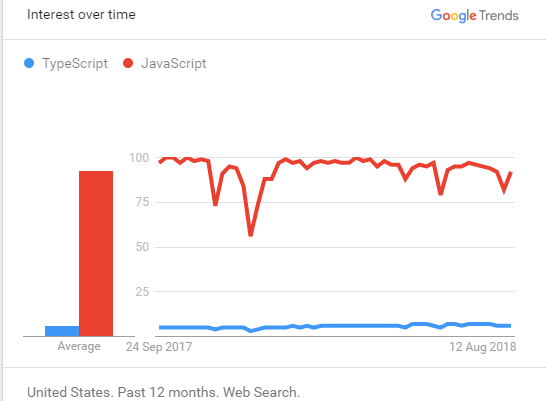 Interest over time
Google Trends
TypeScript
JavaScript
100
75
50
25
Average
24 Sep 2017
12 Aug 2018
United States. Past 12 months. Web Search.